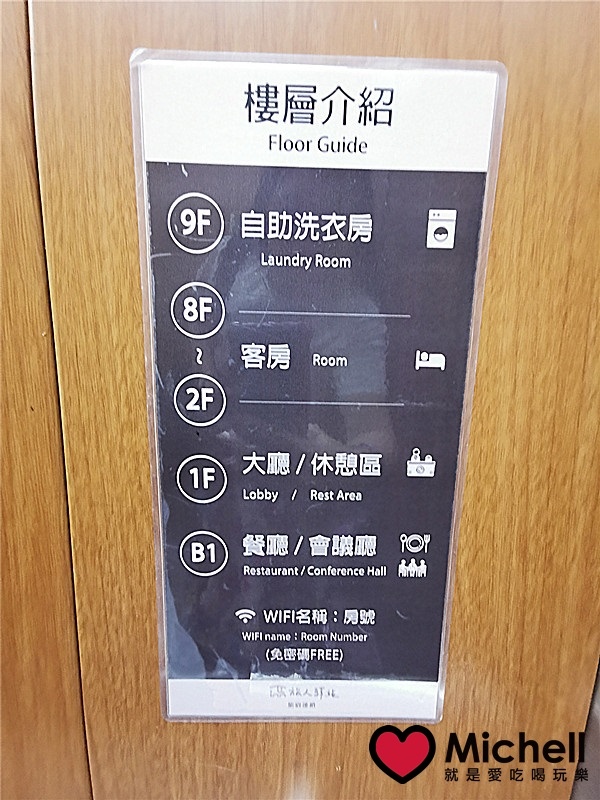 樓層介紹
Floor Guide
9F 自助洗衣房
Laundry Room
8F
~ 客房 Room
2F
1F 大廳 / 休憩區
Lobby / Rest Area
B1 餐廳 / 會議廳
Restaurant / Conference Hall
WIFI名稱：房號
WIFI name：Room Number
(免密碼FREE)
Michell
就是愛吃喝玩樂